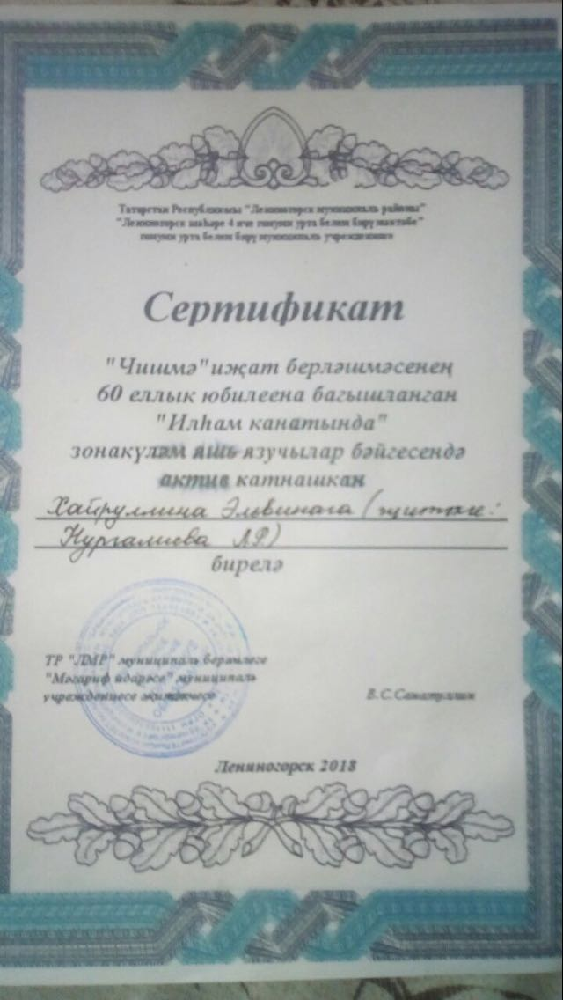 Татарстан Республикасы "Лениногорск муниципаль районы"
"Лениногорск шәһәре 4 нче гомуми урта белем бирү мәктәбе"
гомуми урта белем бирү муниципаль учреждениясе
Сертификат
"Чишмә" иҗат берләшмәсенең
60 еллык юбилеена багышланган
"Илһам канатында"
зонакүләм яшь язучылар бәйгесендә
актив катнашкан
Хайруллина Эльвинага (җитәкче:
Нургалиева Л.Р)
бирелә
ТР "ЛМР" муниципаль берәмлеге
"Мәгариф идарәсе" муниципаль
учреждениесе җитәкчесе
В.С.Санатуллин
Лениногорск 2018